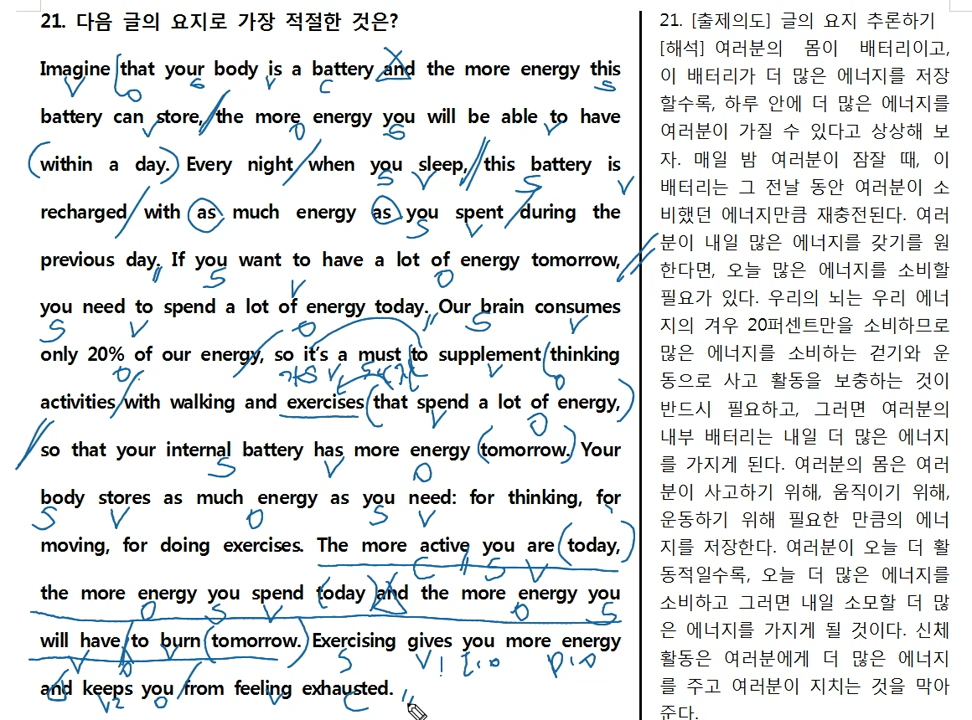 21. 다음 글의 요지로 가장 적절한 것은?
Imagine that your body is a battery and the more energy this
battery can store, the more energy you will be able to have
within a day. Every night when you sleep, this battery is
recharged with as much energy as you spent during the
previous day. If you want to have a lot of energy tomorrow,
you need to spend a lot of energy today. Our brain consumes
only 20% of our energy, so it's a must to supplement thinking
activities with walking and exercises that spend a lot of energy,
so that your internal battery has more energy tomorrow. Your
body stores as much energy as you need: for thinking, for
moving, for doing exercises. The more active you are today,
the more energy you spend today and the more energy you
will have to burn tomorrow. Exercising gives you more energy
and keeps you from feeling exhausted.
21. [출제의도] 글의 요지 추론하기
[해석] 여러분의 몸이 배터리이고,
이 배터리가 더 많은 에너지를 저장
할수록, 하루 안에 더 많은 에너지를
여러분이 가질 수 있다고 상상해 보
자. 매일 밤 여러분이 잠잘 때, 이
배터리는 그 전날 동안 여러분이 소
비했던 에너지만큼 재충전된다. 여러
분이 내일 많은 에너지를 갖기를 원
한다면, 오늘 많은 에너지를 소비할
필요가 있다. 우리의 뇌는 우리 에너
지의 겨우 20퍼센트만을 소비하므로
많은 에너지를 소비하는 걷기와 운
동으로 사고 활동을 보충하는 것이
반드시 필요하고, 그러면 여러분의
내부 배터리는 내일 더 많은 에너지
를 가지게 된다. 여러분의 몸은 여러
분이 사고하기 위해, 움직이기 위해,
운동하기 위해 필요한 만큼의 에너
지를 저장한다. 여러분이 오늘 더 활
동적일수록, 오늘 더 많은 에너지를
소비하고 그러면 내일 소모할 더 많
은 에너지를 가지게 될 것이다. 신체
활동은 여러분에게 더 많은 에너지
를 주고 여러분이 지치는 것을 막아
준다.